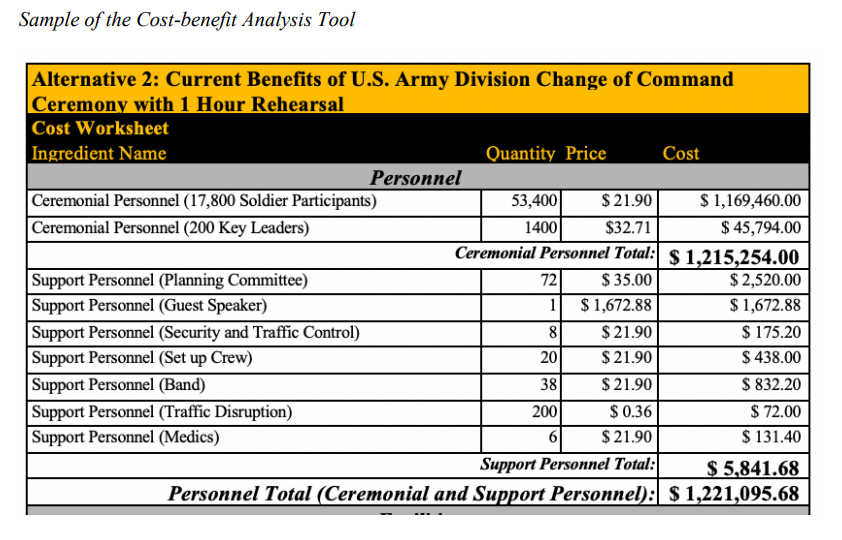 Sample of the Cost-benefit Analysis Tool
Alternative 2: Current Benefits of U.S. Army Division Change of Command
Ceremony with 1 Hour Rehearsal
Cost Worksheet
Ingredient Name Quantity Price Cost
Personnel
Ceremonial Personnel (17,800 Soldier Participants) 53,400 $ 21.90 $ 1,169,460.00
Ceremonial Personnel (200 Key Leaders) 1400 $32.71 $ 45,794.00
Ceremonial Personnel Total: $ 1,215,254.00
Support Personnel (Planning Committee) 72 $ 35.00 $ 2,520.00
Support Personnel (Guest Speaker) 1 $ 1,672.88 $ 1,672.88
Support Personnel (Security and Traffic Control) 8 $ 21.90 $ 175.20
Support Personnel (Set up Crew) 20 $ 21.90 $ 438.00
Support Personnel (Band) 38 $ 21.90 $ 832.20
Support Personnel (Traffic Disruption) 200 $ 0.36 $ 72.00
Support Personnel (Medics) 6 $ 21.90 $ 131.40
Support Personnel Total: $ 5,841.68
Personnel Total (Ceremonial and Support Personnel): $ 1,221,095.68